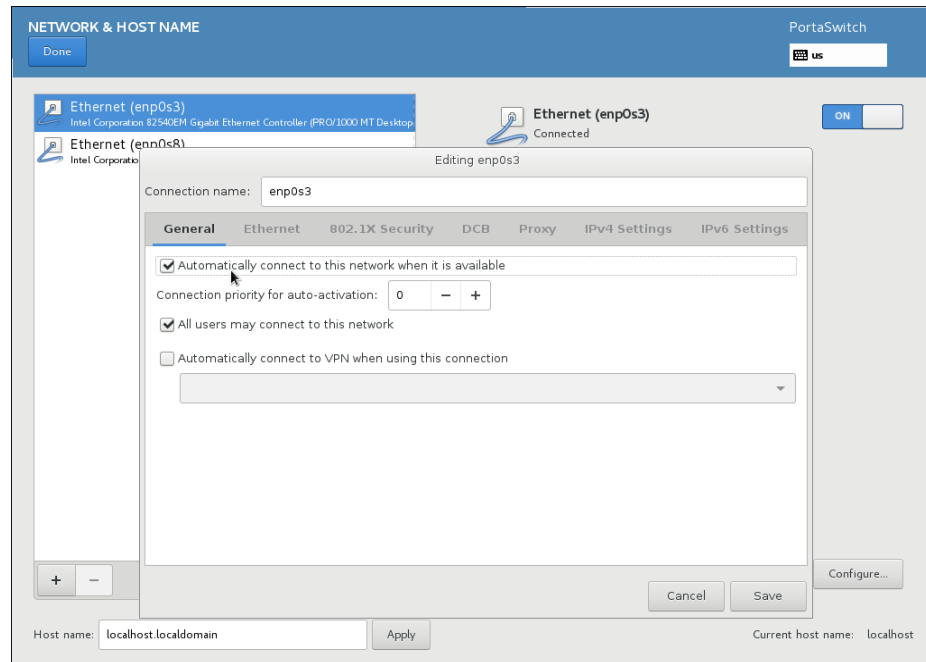 NETWORK & HOST NAME
PortaSwitch
Done
us
Ethernet (enp0s3)
Intel Corporation 82540EM Gigabit Ethernet Controller (PRO/1000 MT Desktop
Ethernet (enp0s3)
Connected
ON
Ethernet (enp0s8)
Intel Corporatio
Editing enp0s3
Connection name: enp0s3
General Ethernet 802.1X Security DCB Proxy IPv4 Settings IPv6 Settings
Automatically connect to this network when it is available
Connection priority for auto-activation: 0 − +
All users may connect to this network
Automatically connect to VPN when using this connection
+ −
Configure...
Cancel Save
Host name: localhost.localdomain Apply Current host name: localhost